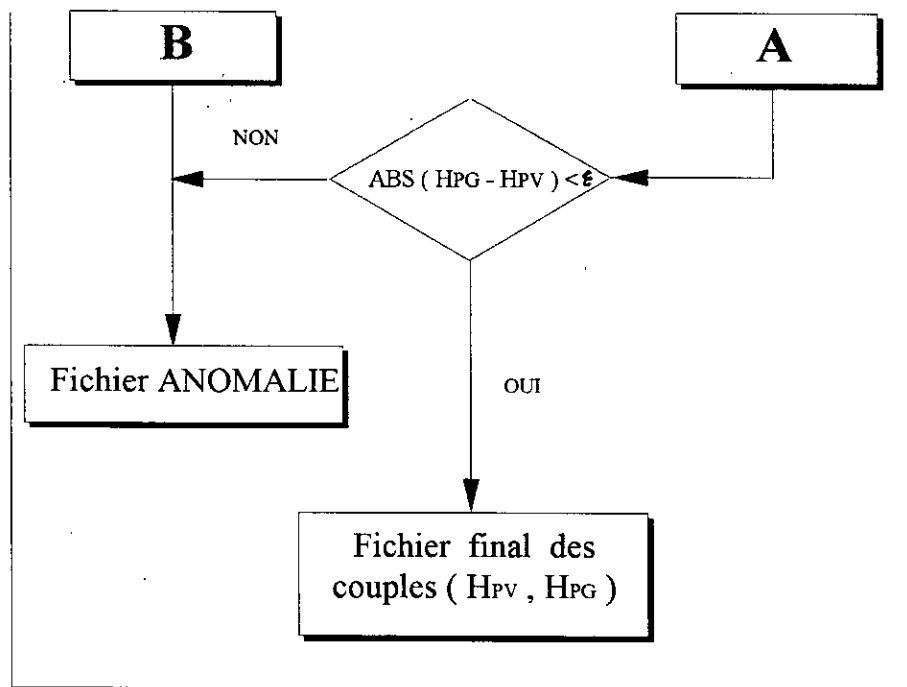 B
A
NON
ABS ( HPG - HPV ) < ε
Fichier ANOMALIE
OUI
Fichier final des
couples ( HPV , HPG )